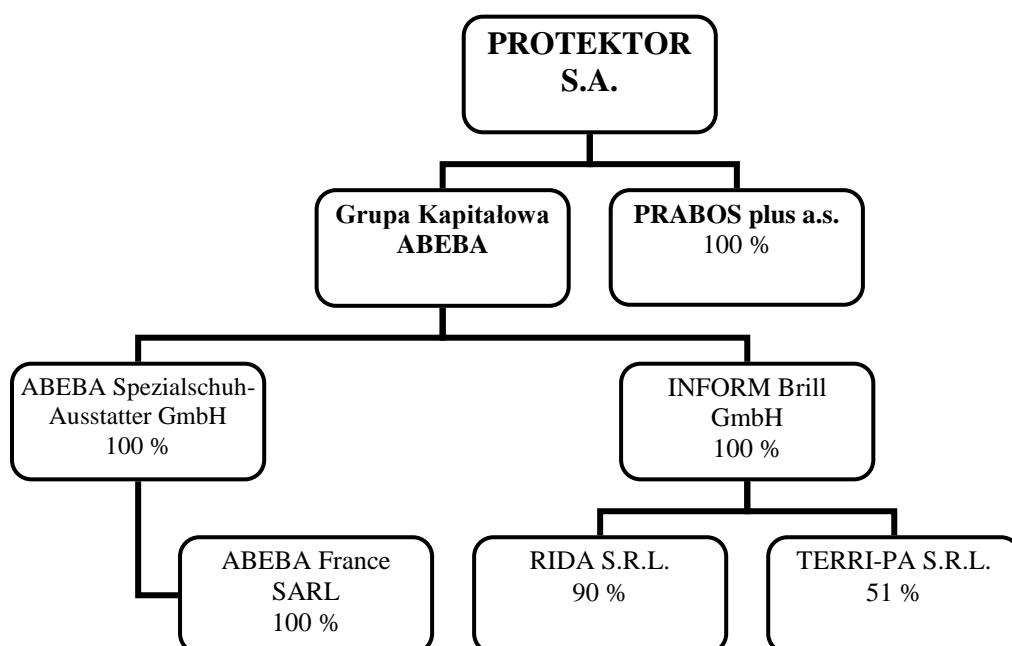 PROTEKTOR
S.A.
Grupa Kapitałowa
ABEBA
PRABOS plus a.s.
100 %
ABEBA Spezialschuh-
Ausstatter GmbH
100 %
INFORM Brill
GmbH
100 %
ABEBA France
SARL
100 %
RIDA S.R.L.
90 %
TERRI-PA S.R.L.
51 %